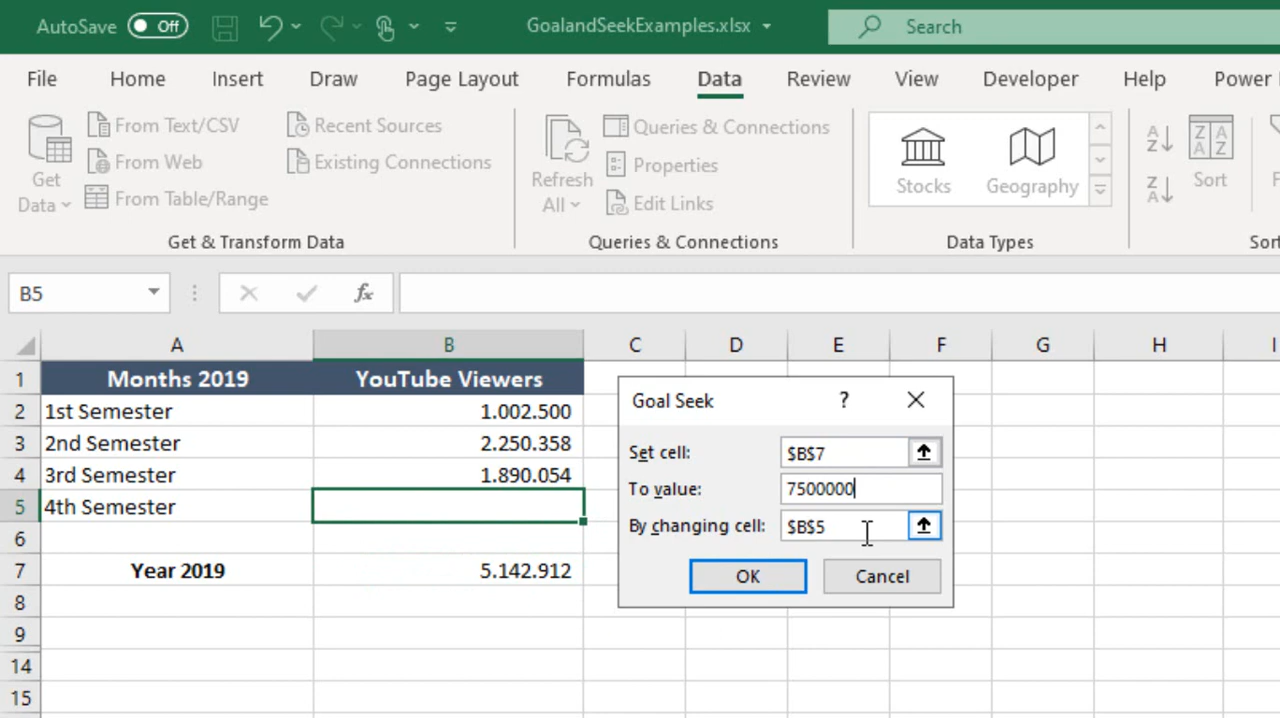 AutoSave Off GoalandSeekExamples.xlsx Search
File Home Insert Draw Page Layout Formulas Data Review View Developer Help Power
Get Data
From Text/CSV
From Web
From Table/Range
Recent Sources
Existing Connections
Get & Transform Data
Refresh All
Queries & Connections
Properties
Edit Links
Queries & Connections
Stocks Geography
Data Types
A Z
Z A
Z A A Z
Sort
Sort
B5 fx
A B C D E F G H I
1 Months 2019 YouTube Viewers
2 1st Semester 1.002.500
3 2nd Semester 2.250.358
4 3rd Semester 1.890.054
5 4th Semester
6
7 Year 2019 5.142.912
8
9
14
15
Goal Seek ?
Set cell: $B$7
To value: 7500000
By changing cell: $B$5
OK Cancel